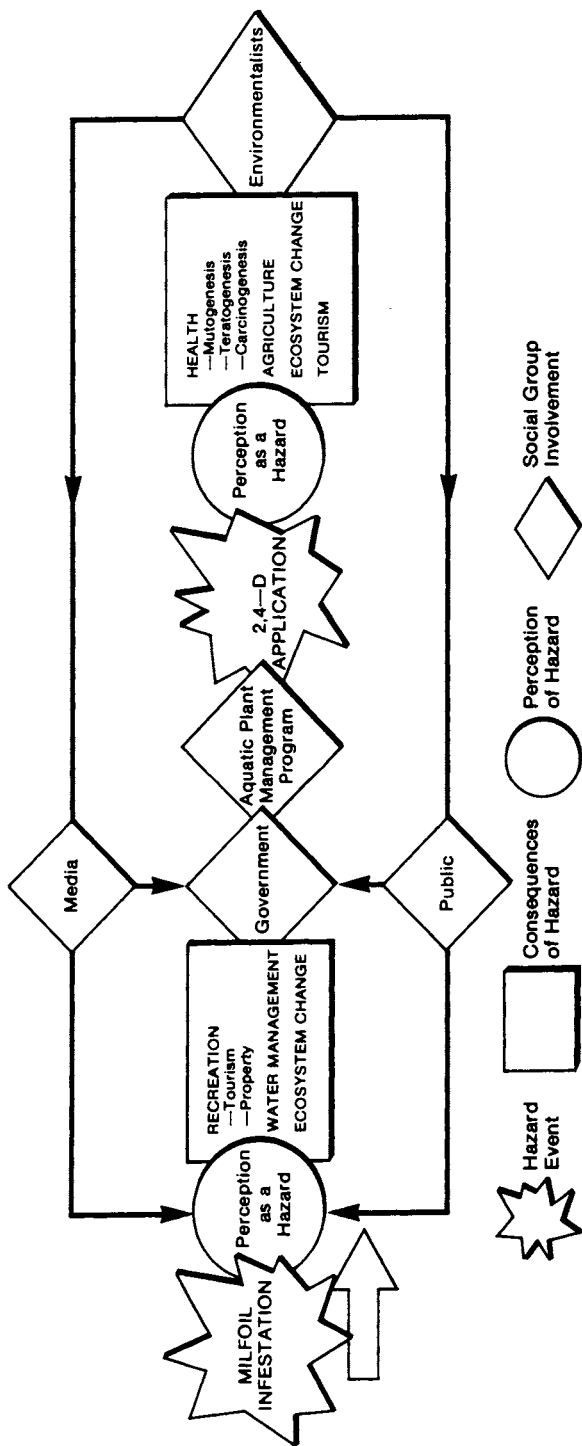 MILFOIL
INFESTATION
Perception
as a
Hazard
RECREATION
—Tourism
—Property
WATER MANAGEMENT
ECOSYSTEM CHANGE
Media
Government
Public
Aquatic Plant
Management
Program
2,4—D
APPLICATION
Perception
as a
Hazard
HEALTH
—Mutogenesis
—Teratogenesis
—Carcinogenesis
AGRICULTURE
ECOSYSTEM CHANGE
TOURISM
Environmentalists
Hazard
Event
Consequences
of Hazard
Perception
of Hazard
Social Group
Involvement